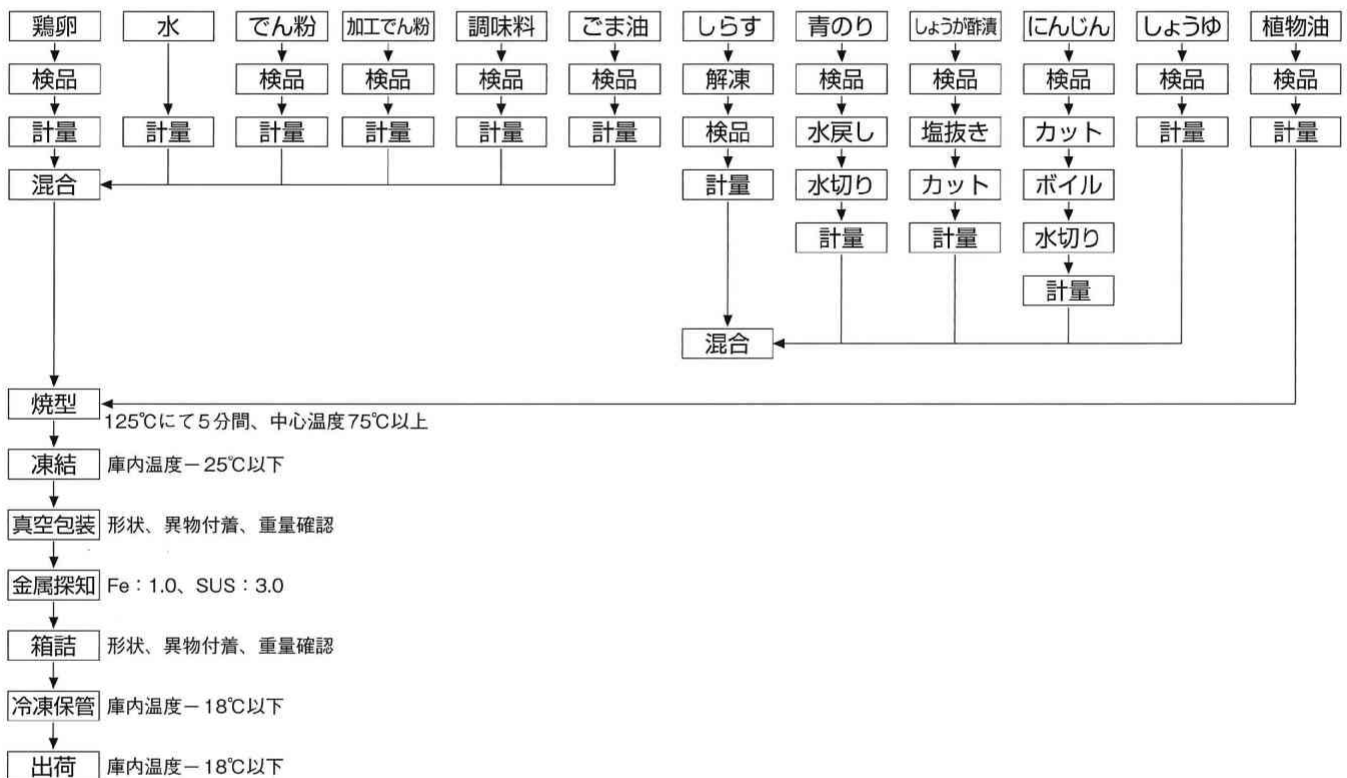 鶏卵 水 でん粉 加工でん粉 調味料 ごま油 しらす 青のり しょうが酢漬 にんじん しょうゆ 植物油
検品 検品 検品 検品 検品 解凍 検品 検品 検品 検品 検品
計量 計量 計量 計量 計量 計量 検品 水戻し 塩抜き カット 計量 計量
混合 計量 水切り カット ボイル
計量 計量 水切り
計量
混合
焼型
125℃にて5分間、中心温度75℃以上
凍結 庫内温度－25℃以下
真空包装 形状、異物付着、重量確認
金属探知 Fe：1.0、SUS：3.0
箱詰 形状、異物付着、重量確認
冷凍保管 庫内温度－18℃以下
出荷 庫内温度－18℃以下